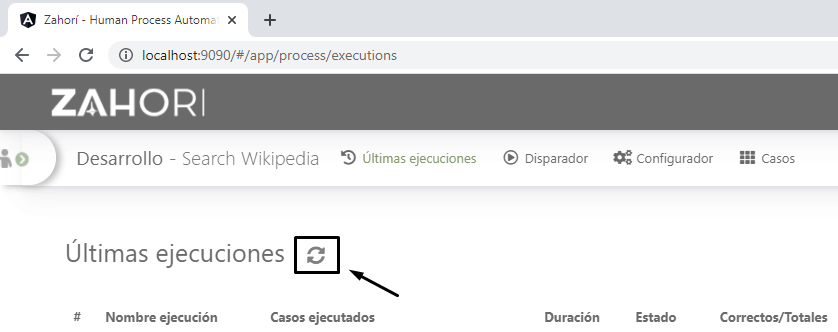 Zahorí - Human Process Automat
localhost:9090/#/app/process/executions
ZAHORI
Desarrollo - Search Wikipedia Últimas ejecuciones Disparador Configurador Casos
Últimas ejecuciones
# Nombre ejecución Casos ejecutados Duración Estado Correctos/Totales